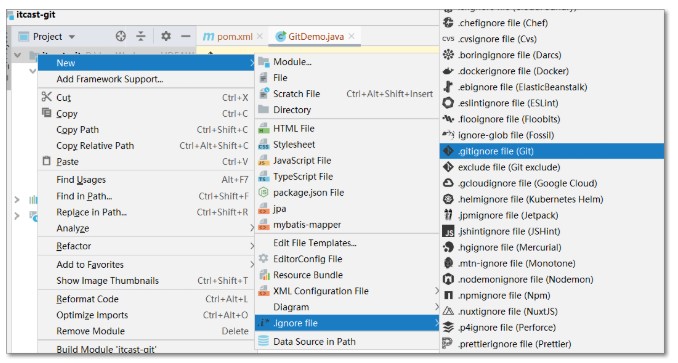 itcast-git
Project
pom.xml
GitDemo.java
New
Add Framework Support...
Cut Ctrl+X
Copy Ctrl+C
Copy Path Ctrl+Shift+C
Copy Relative Path Ctrl+Alt+Shift+C
Paste Ctrl+V
Find Usages Alt+F7
Find in Path... Ctrl+Shift+F
Replace in Path... Ctrl+Shift+R
Analyze
Refactor
Add to Favorites
Show Image Thumbnails Ctrl+Shift+T
Reformat Code Ctrl+Alt+L
Optimize Imports Ctrl+Alt+O
Remove Module Delete
Build Module 'itcast-git'
Module...
File
Scratch File Ctrl+Alt+Shift+Insert
Directory
HTML File
Stylesheet
JavaScript File
TypeScript File
package.json File
jpa
mybatis-mapper
Edit File Templates...
EditorConfig File
Resource Bundle
XML Configuration File
Diagram
.ignore file
Data Source in Path
.chefignore file (Chef)
CVS .cvsignore file (Cvs)
.boringignore file (Darcs)
.dockerignore file (Docker)
.ebignore file (ElasticBeanstalk)
.eslintignore file (ESLint)
.flooignore file (Floobits)
ignore-glob file (Fossil)
.gitignore file (Git)
exclude file (Git exclude)
.gcloudignore file (Google Cloud)
.helmignore file (Kubernetes Helm)
.jpmignore file (Jetpack)
JS .jshintignore file (JSHint)
.hgignore file (Mercurial)
.mtn-ignore file (Monotone)
.nodemonignore file (Nodemon)
.npmignore file (Npm)
.nuxtignore file (NuxtJS)
.p4ignore file (Perforce)
.prettierignore file (Prettier)